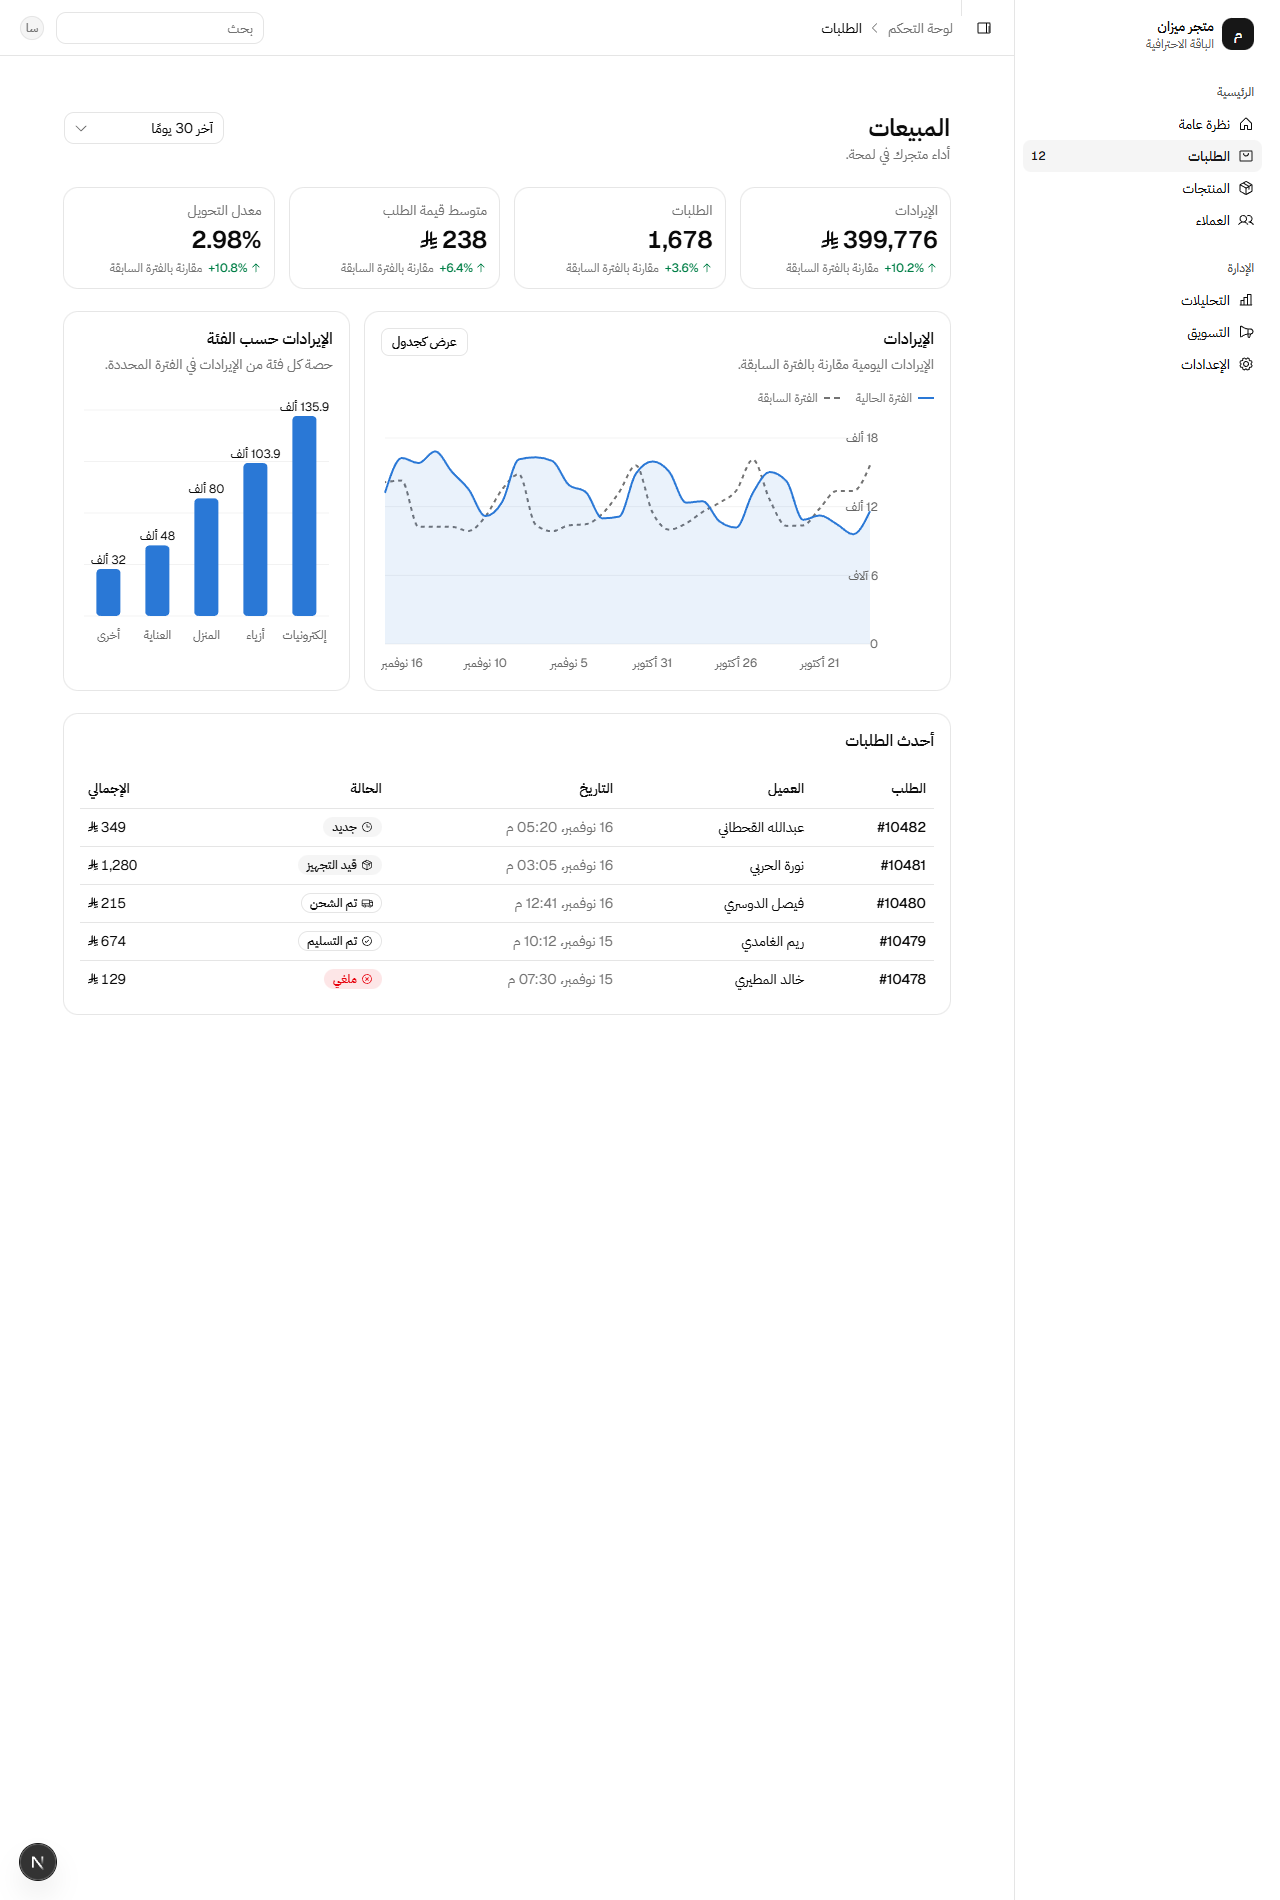 متجر ميزان
الباقة الاحترافية
م
الرئيسية
نظرة عامة
الطلبات
12
المنتجات
العملاء
الإدارة
التحليلات
التسويق
الإعدادات
لوحة التحكم
الطلبات
بحث
سا
المبيعات
أداء متجرك في لمحة.
آخر 30 يومًا
الإيرادات
399,776
+10.2% مقارنة بالفترة السابقة
الطلبات
1,678
+3.6% مقارنة بالفترة السابقة
متوسط قيمة الطلب
238
+6.4% مقارنة بالفترة السابقة
معدل التحويل
2.98%
+10.8% مقارنة بالفترة السابقة
الإيرادات
الإيرادات اليومية مقارنة بالفترة السابقة.
عرض كجدول
الفترة الحالية
الفترة السابقة
18 ألف
12 ألف
6 آلاف
0
21 أكتوبر
26 أكتوبر
31 أكتوبر
5 نوفمبر
10 نوفمبر
16 نوفمبر
الإيرادات حسب الفئة
حصة كل فئة من الإيرادات في الفترة المحددة.
135.9 ألف
103.9 ألف
80 ألف
48 ألف
32 ألف
إلكترونيات
أزياء
المنزل
العناية
أخرى
أحدث الطلبات
الطلب العميل التاريخ الحالة الإجمالي
#10482 عبدالله القحطاني 16 نوفمبر، 05:20 م جديد 349
#10481 نورة الحربي 16 نوفمبر، 03:05 م قيد التجهيز 1,280
#10480 فيصل الدوسري 16 نوفمبر، 12:41 م تم الشحن 215
#10479 ريم الغامدي 15 نوفمبر، 10:12 م تم التسليم 674
#10478 خالد المطيري 15 نوفمبر، 07:30 م ملغي 129
N